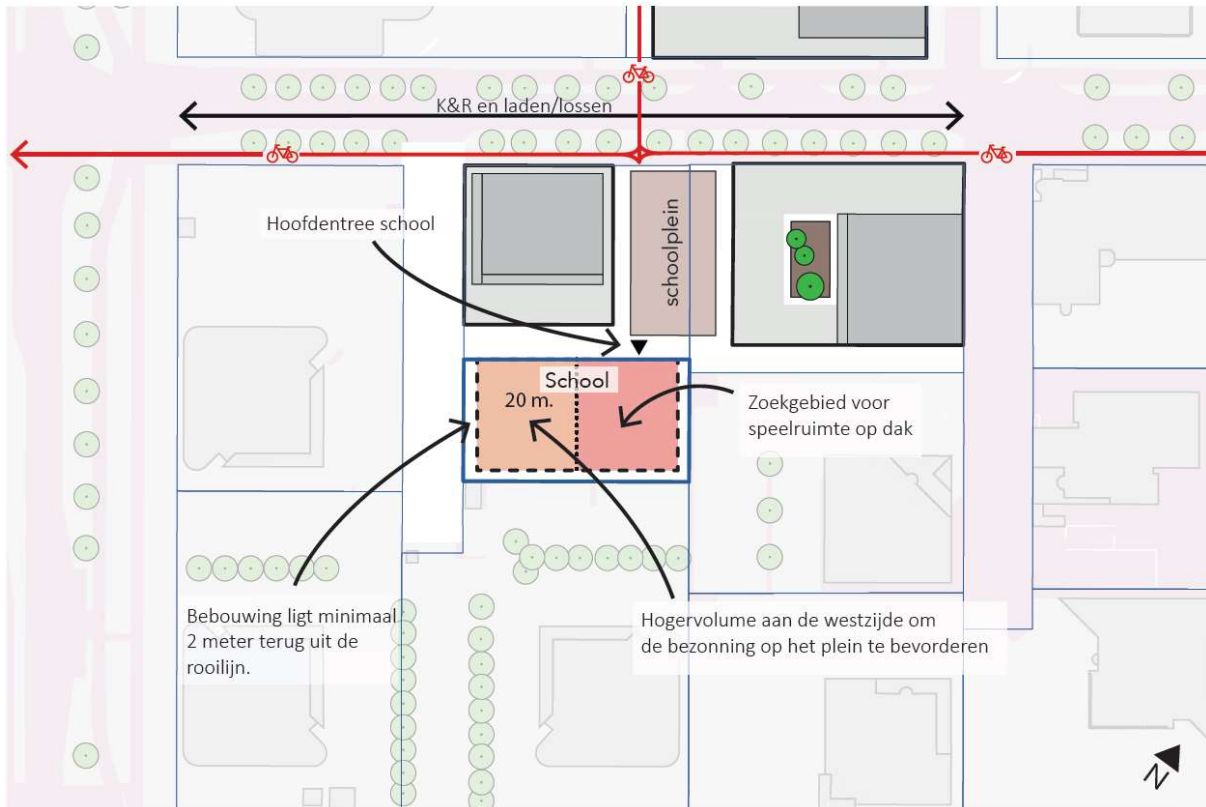 K&R en laden/lossen
Hoofdentree school
schoolplein
School
20 m.
Zoekgebied voor
speelruimte op dak
Bebouwing ligt minimaal
2 meter terug uit de
rooilijn.
Hogervolume aan de westzijde om
de bezonning op het plein te bevorderen
N